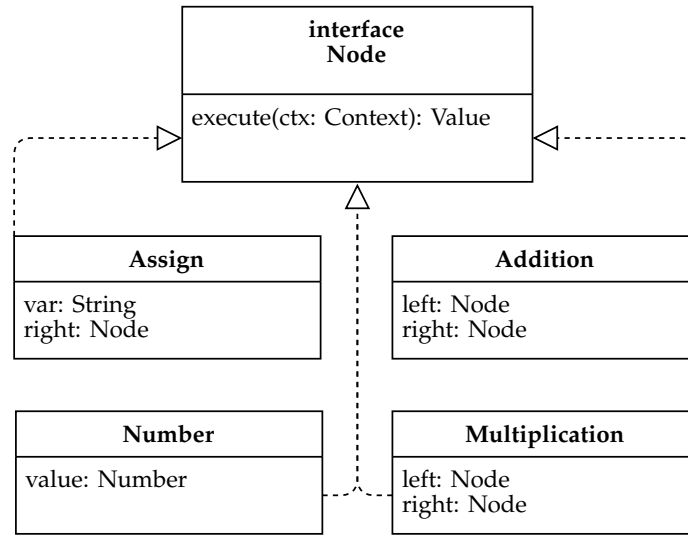 interface
Node
execute(ctx: Context): Value
Assign
var: String
right: Node
Addition
left: Node
right: Node
Number
value: Number
Multiplication
left: Node
right: Node